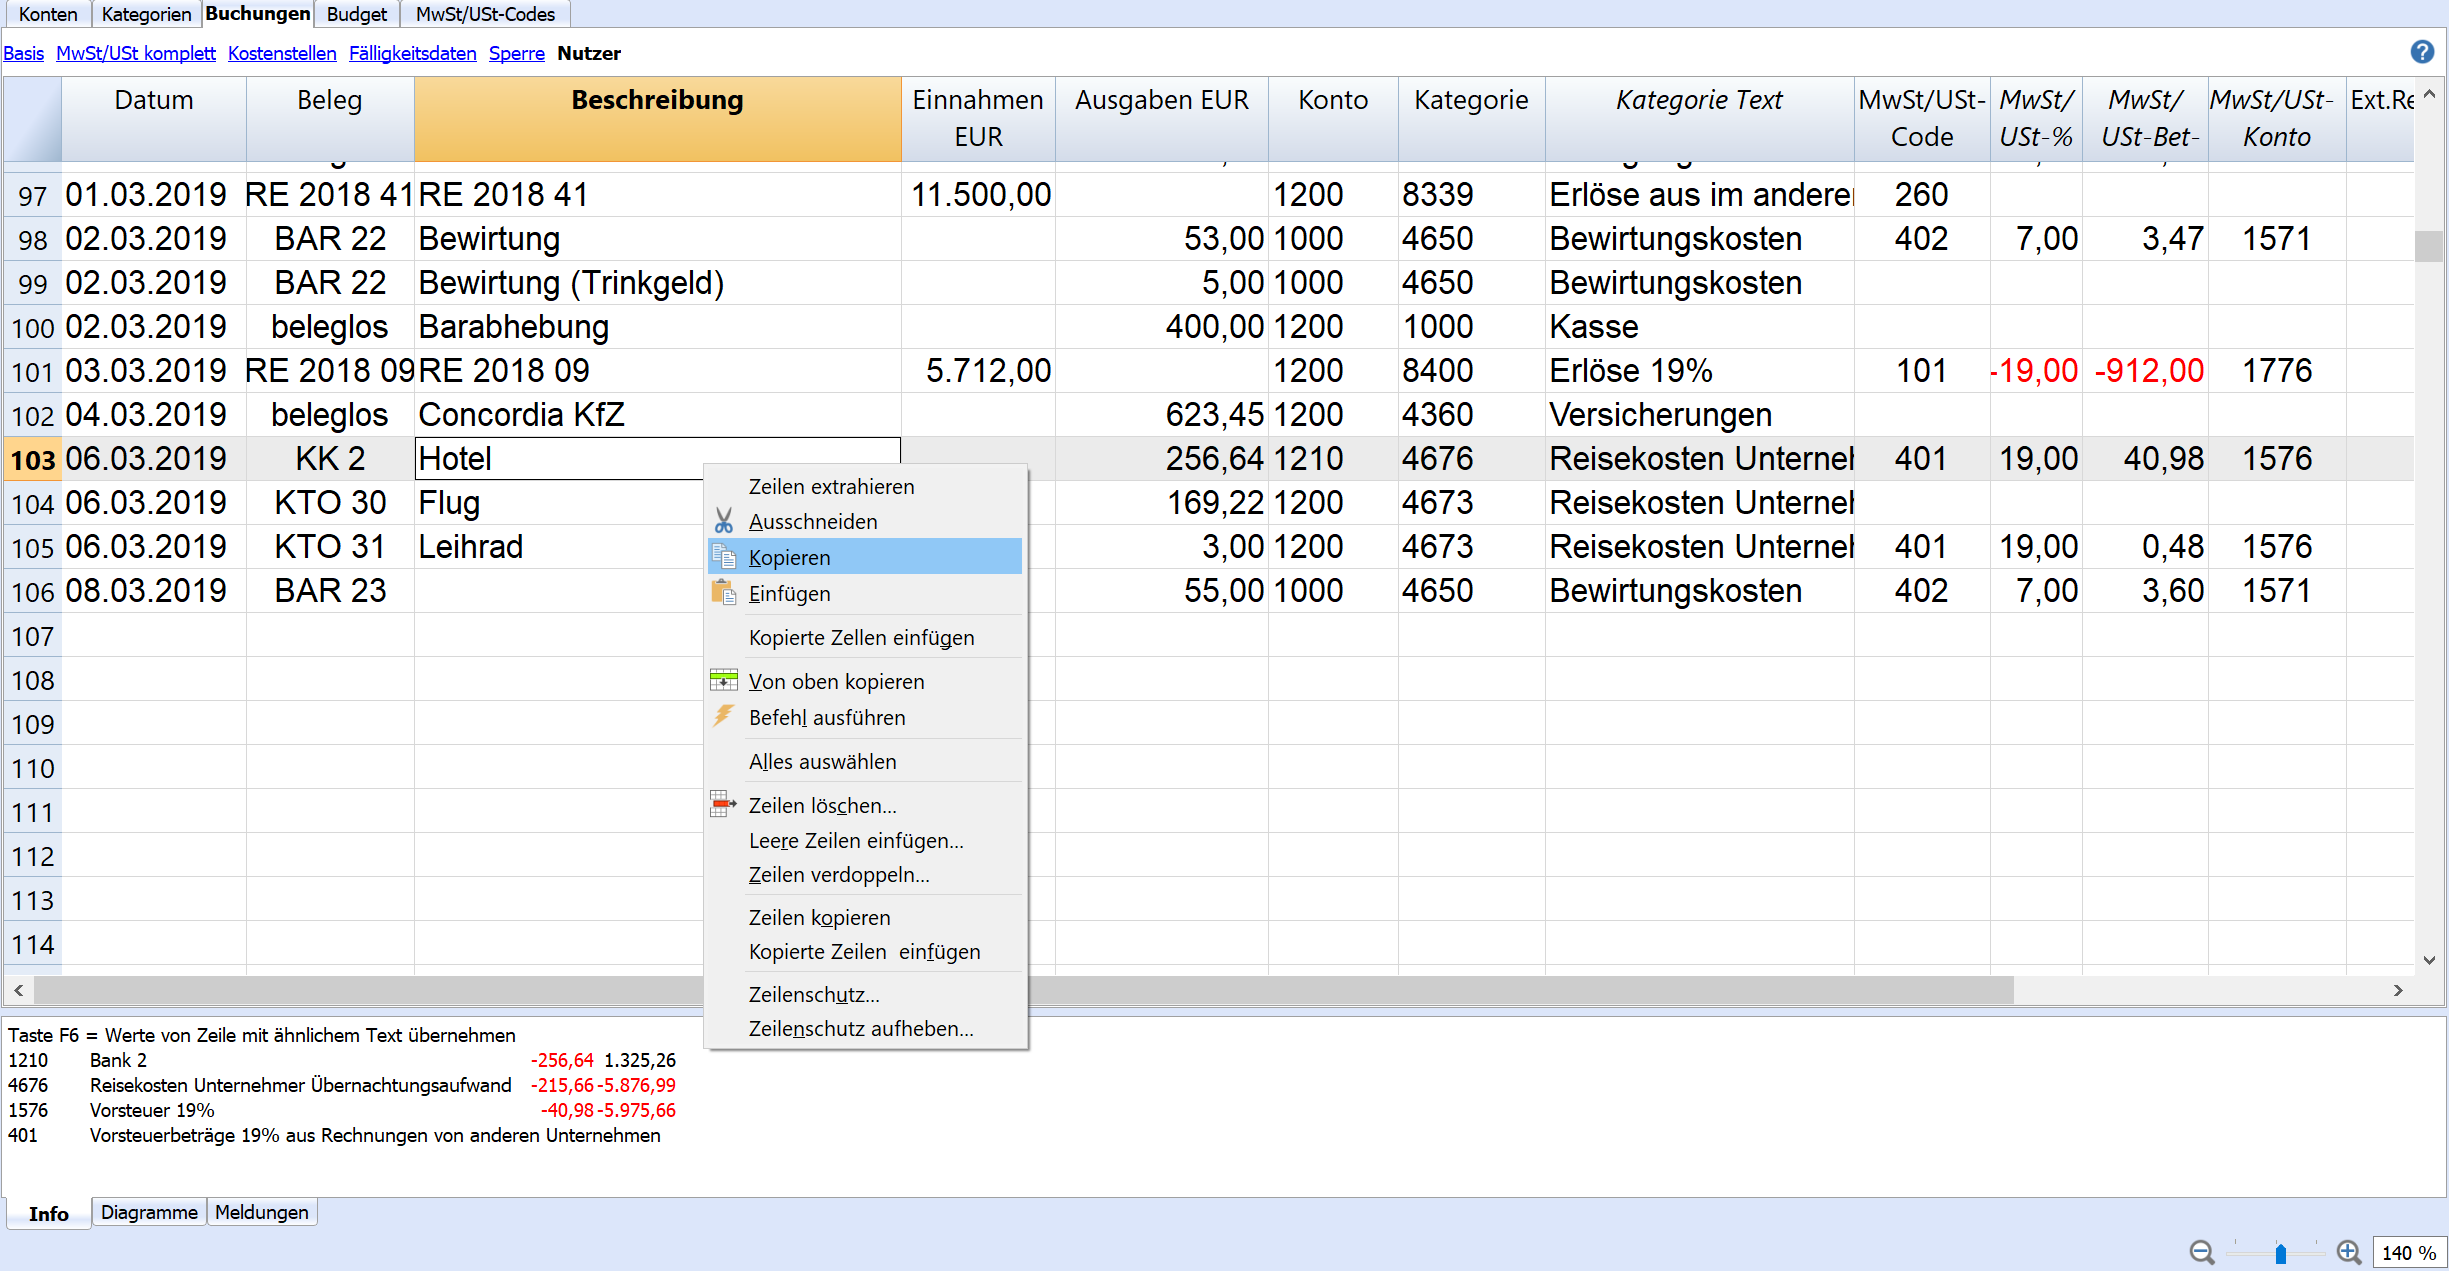 Konten Kategorien Buchungen Budget MwSt/USt-Codes
Basis MwSt/USt komplett Kostenstellen Fälligkeitsdaten Sperre Nutzer
Datum Beleg Beschreibung Einnahmen EUR Ausgaben EUR Konto Kategorie Kategorie Text MwSt/USt-Code MwSt/USt-% MwSt/USt-Bet- MwSt/USt-Konto Ext.Re
97 01.03.2019 RE 2018 41 RE 2018 41 11.500,00 1200 8339 Erlöse aus im anderen 260
98 02.03.2019 BAR 22 Bewirtung 53,00 1000 4650 Bewirtungskosten 402 7,00 3,47 1571
99 02.03.2019 BAR 22 Bewirtung (Trinkgeld) 5,00 1000 4650 Bewirtungskosten
100 02.03.2019 beleglos Barabhebung 400,00 1200 1000 Kasse
101 03.03.2019 RE 2018 09 RE 2018 09 5.712,00 1200 8400 Erlöse 19% 101 -19,00 -912,00 1776
102 04.03.2019 beleglos Concordia KfZ 623,45 1200 4360 Versicherungen
103 06.03.2019 KK 2 Hotel 256,64 1210 4676 Reisekosten Unterneh 401 19,00 40,98 1576
104 06.03.2019 KTO 30 Flug 169,22 1200 4673 Reisekosten Unterneh
105 06.03.2019 KTO 31 Leihrad 3,00 1200 4673 Reisekosten Unterneh 401 19,00 0,48 1576
106 08.03.2019 BAR 23 55,00 1000 4650 Bewirtungskosten 402 7,00 3,60 1571
107
108
109
110
111
112
113
114
Zeilen extrahieren
Ausschneiden
Kopieren
Einfügen
Kopierte Zellen einfügen
Von oben kopieren
Befehl ausführen
Alles auswählen
Zeilen löschen...
Leere Zeilen einfügen...
Zeilen verdoppeln...
Zeilen kopieren
Kopierte Zeilen einfügen
Zeilenschutz...
Zeilenschutz aufheben...
Taste F6 = Werte von Zeile mit ähnlichem Text übernehmen
1210 Bank 2 -256,64 1.325,26
4676 Reisekosten Unternehmer Übernachtungsaufwand -215,66 -5.876,99
1576 Vorsteuer 19% -40,98 -5.975,66
401 Vorsteuerbeträge 19% aus Rechnungen von anderen Unternehmen
Info Diagramme Meldungen
140 %